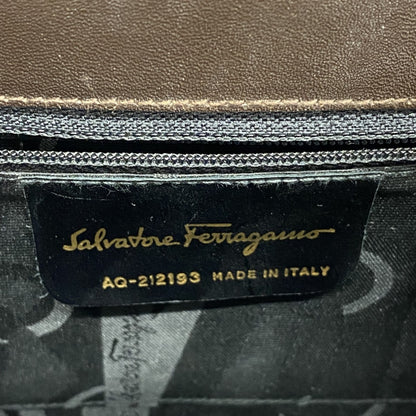 Salvatore Ferragamo
AQ-212193 MADE IN ITALY